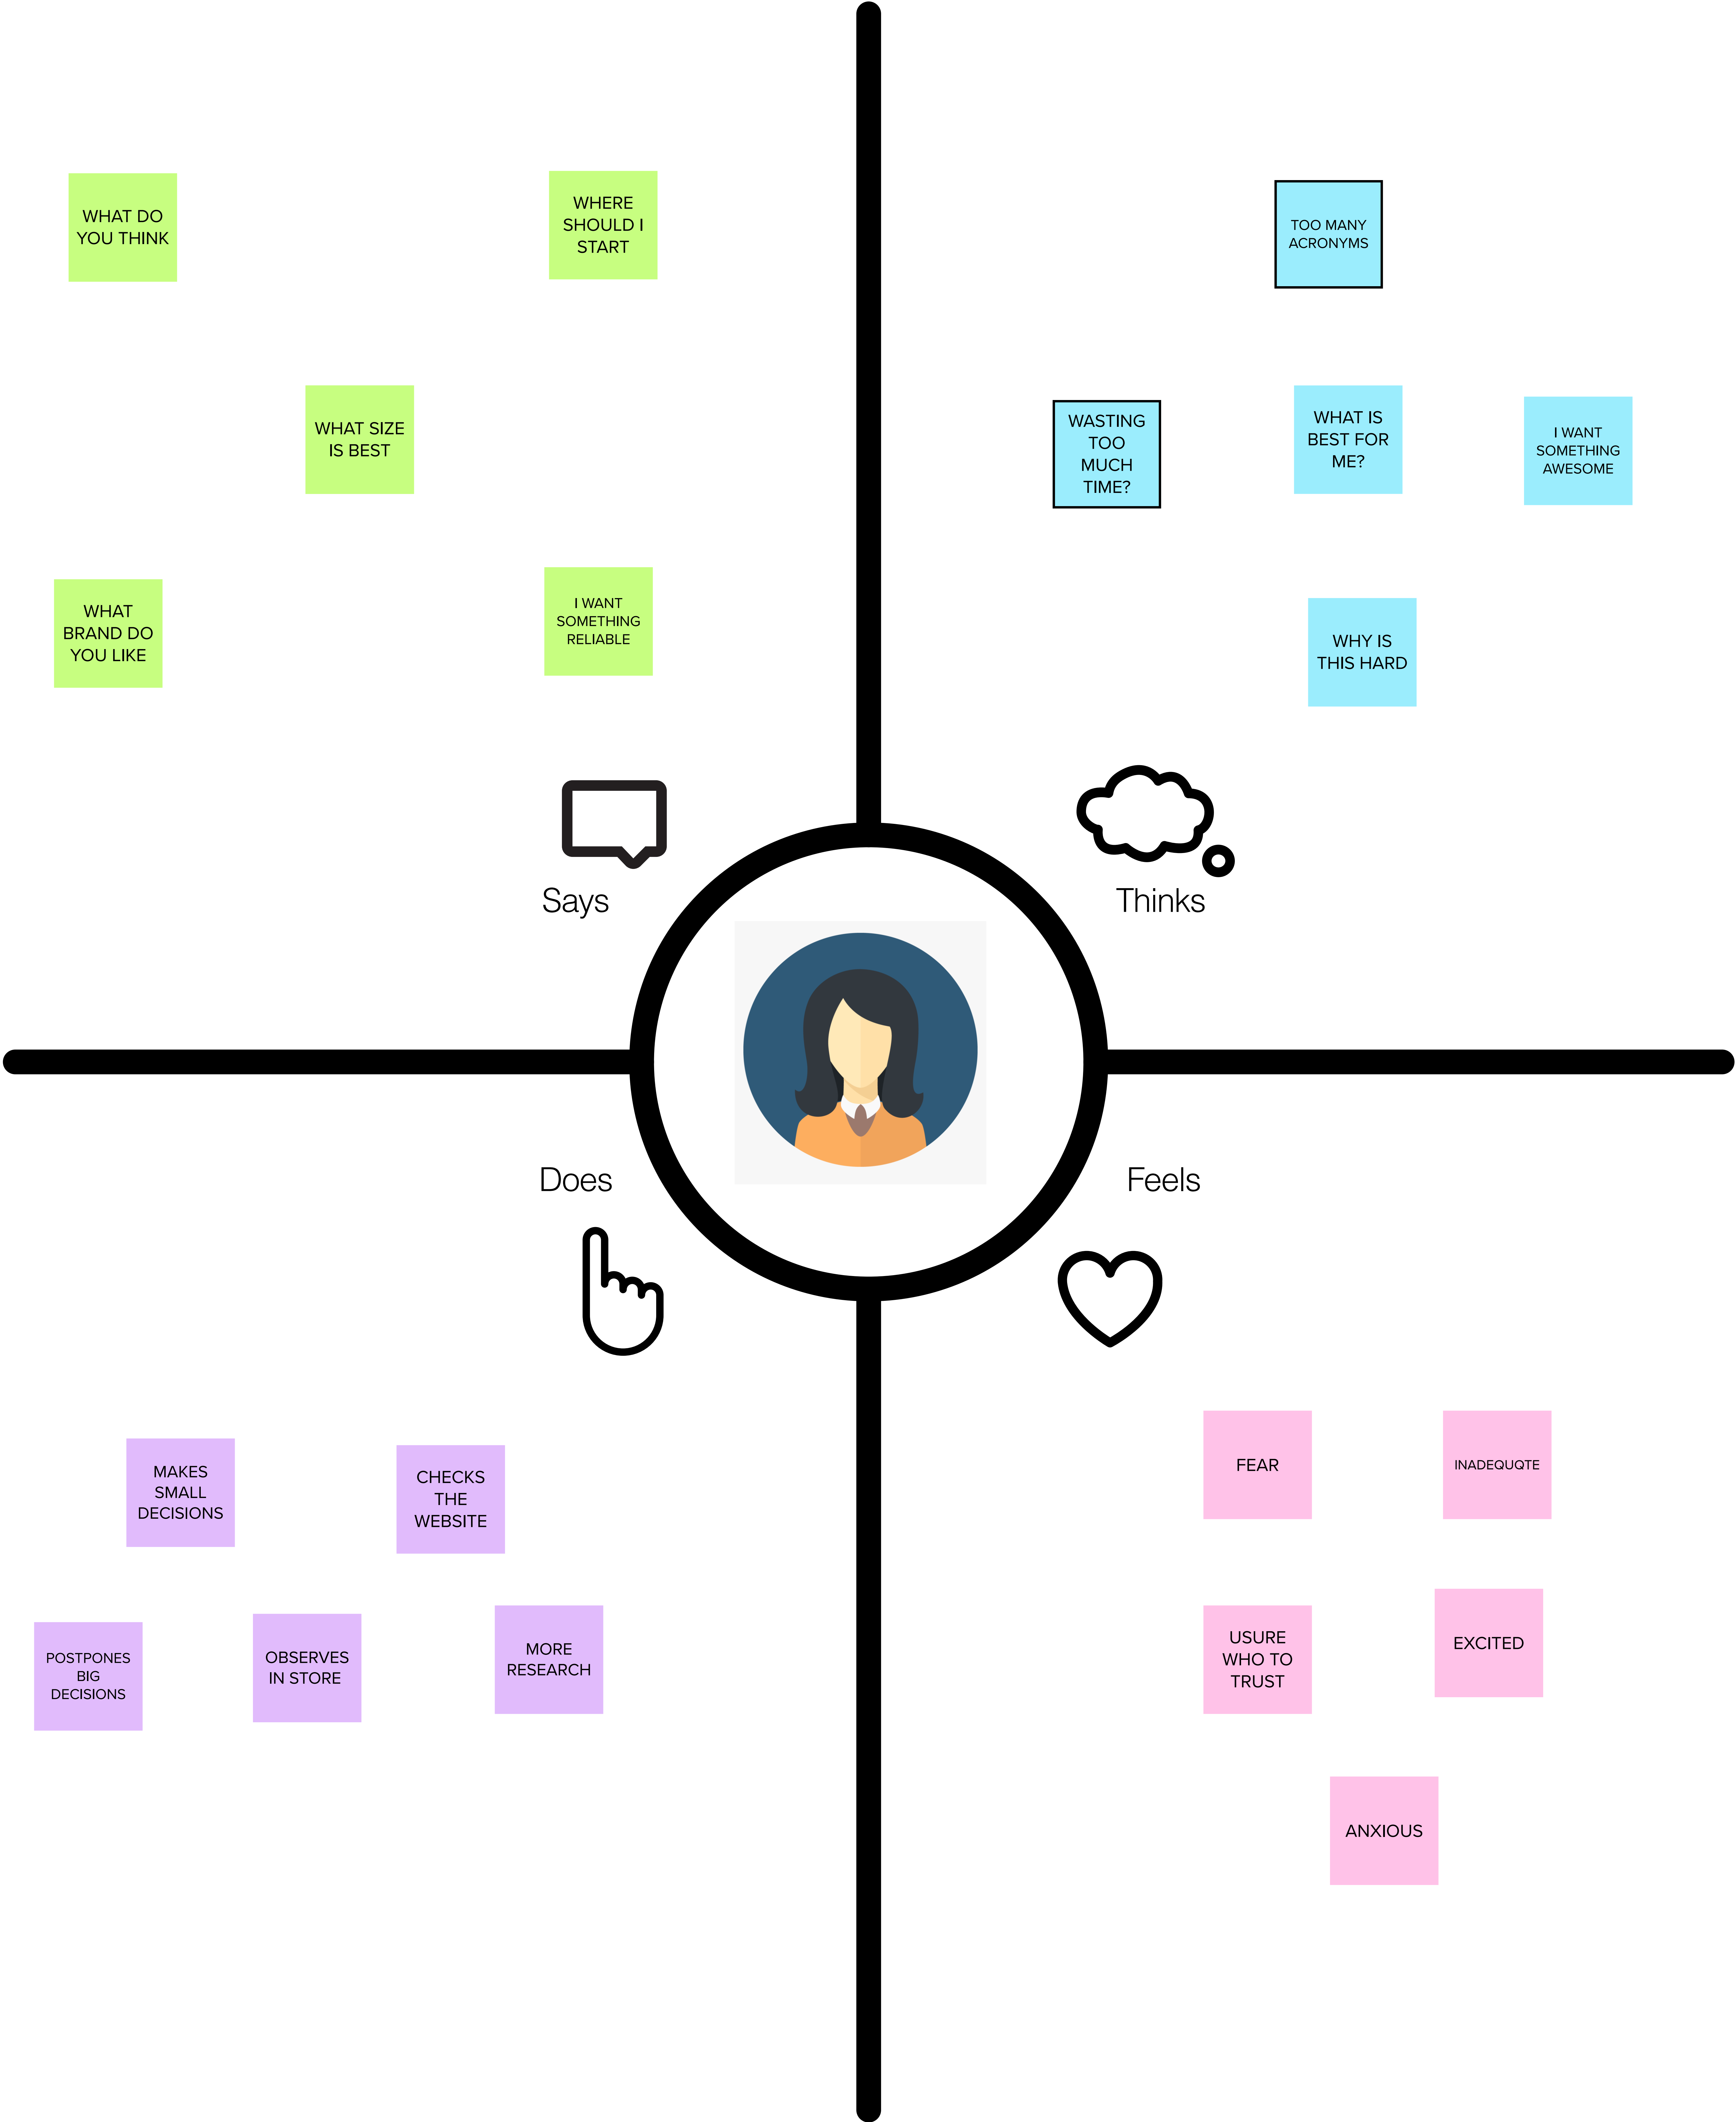 WHAT DO
YOU THINK
WHERE
SHOULD I
START
WHAT SIZE
IS BEST
WHAT
BRAND DO
YOU LIKE
I WANT
SOMETHING
RELIABLE
Says
TOO MANY
ACRONYMS
WASTING
TOO
MUCH
TIME?
WHAT IS
BEST FOR
ME?
I WANT
SOMETHING
AWESOME
WHY IS
THIS HARD
Thinks
Does
MAKES
SMALL
DECISIONS
CHECKS
THE
WEBSITE
POSTPONES
BIG
DECISIONS
OBSERVES
IN STORE
MORE
RESEARCH
Feels
FEAR
INADEQUQTE
USURE
WHO TO
TRUST
EXCITED
ANXIOUS